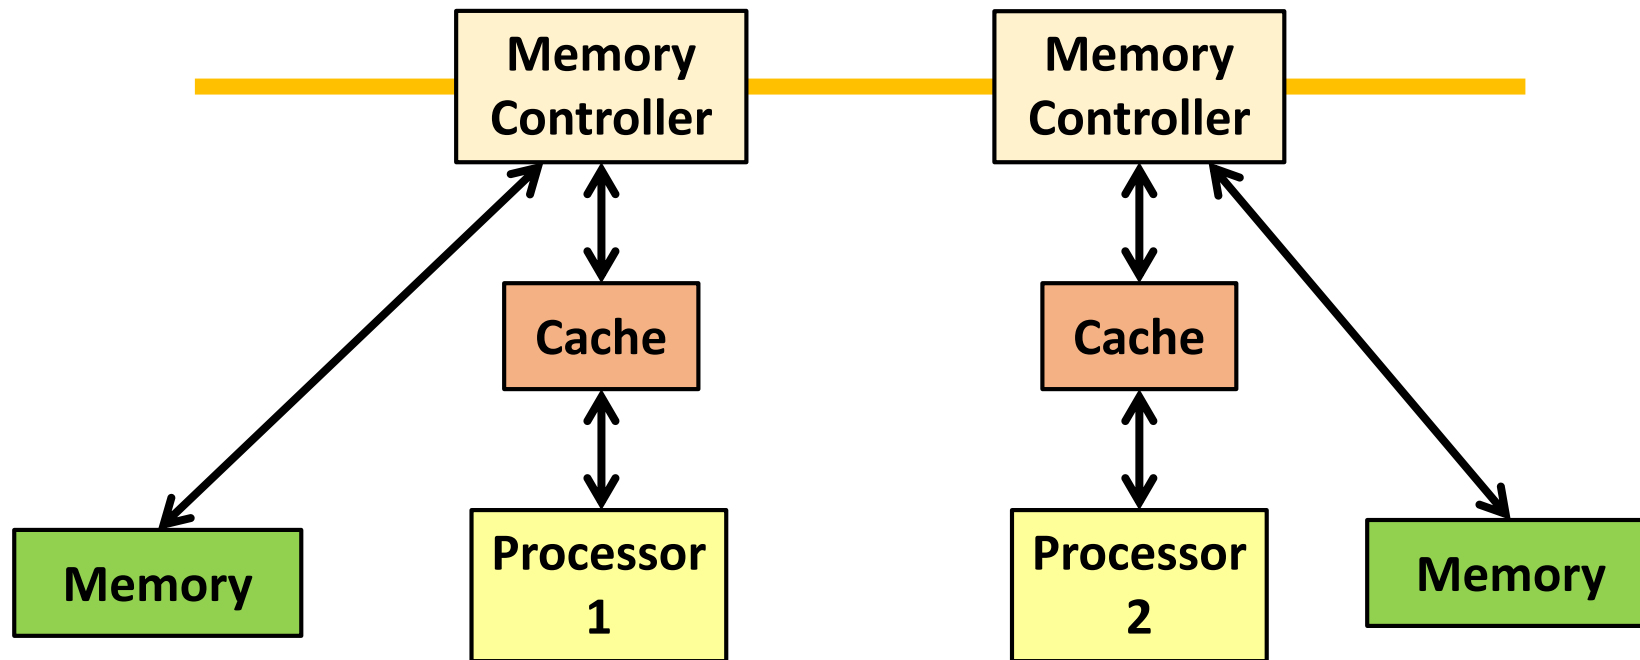 Memory
Controller
Memory
Controller
Cache
Cache
Memory
Processor
1
Processor
2
Memory